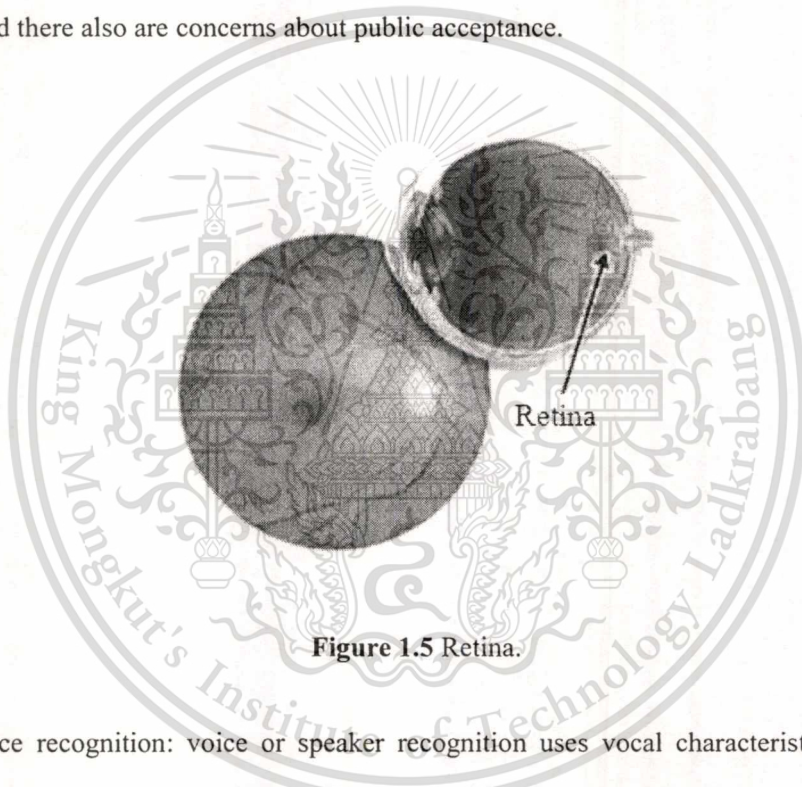 d there also are concerns about public acceptance.
Retina
Figure 1.5 Retina.
ce recognition: voice or speaker recognition uses vocal characterist
King Mongkut's Institute of Technology Ladkrabang